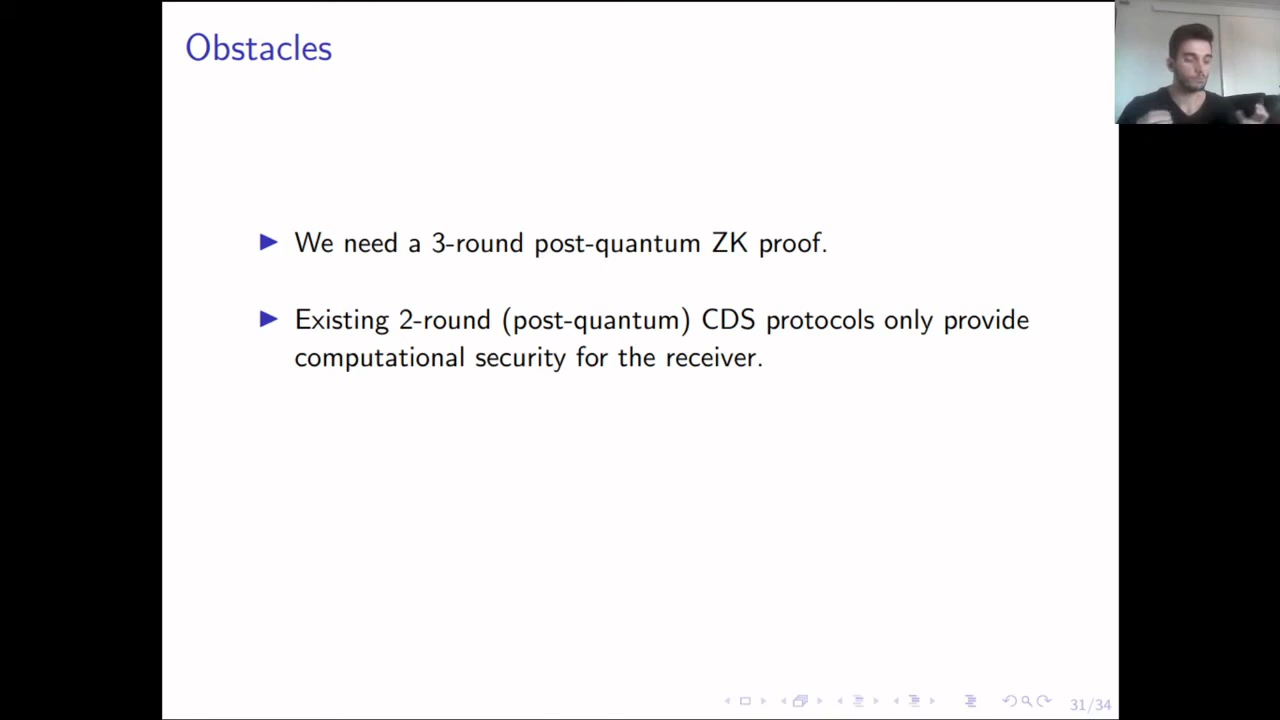 Obstacles
We need a 3-round post-quantum ZK proof.
Existing 2-round (post-quantum) CDS protocols only provide
computational security for the receiver.
31/34